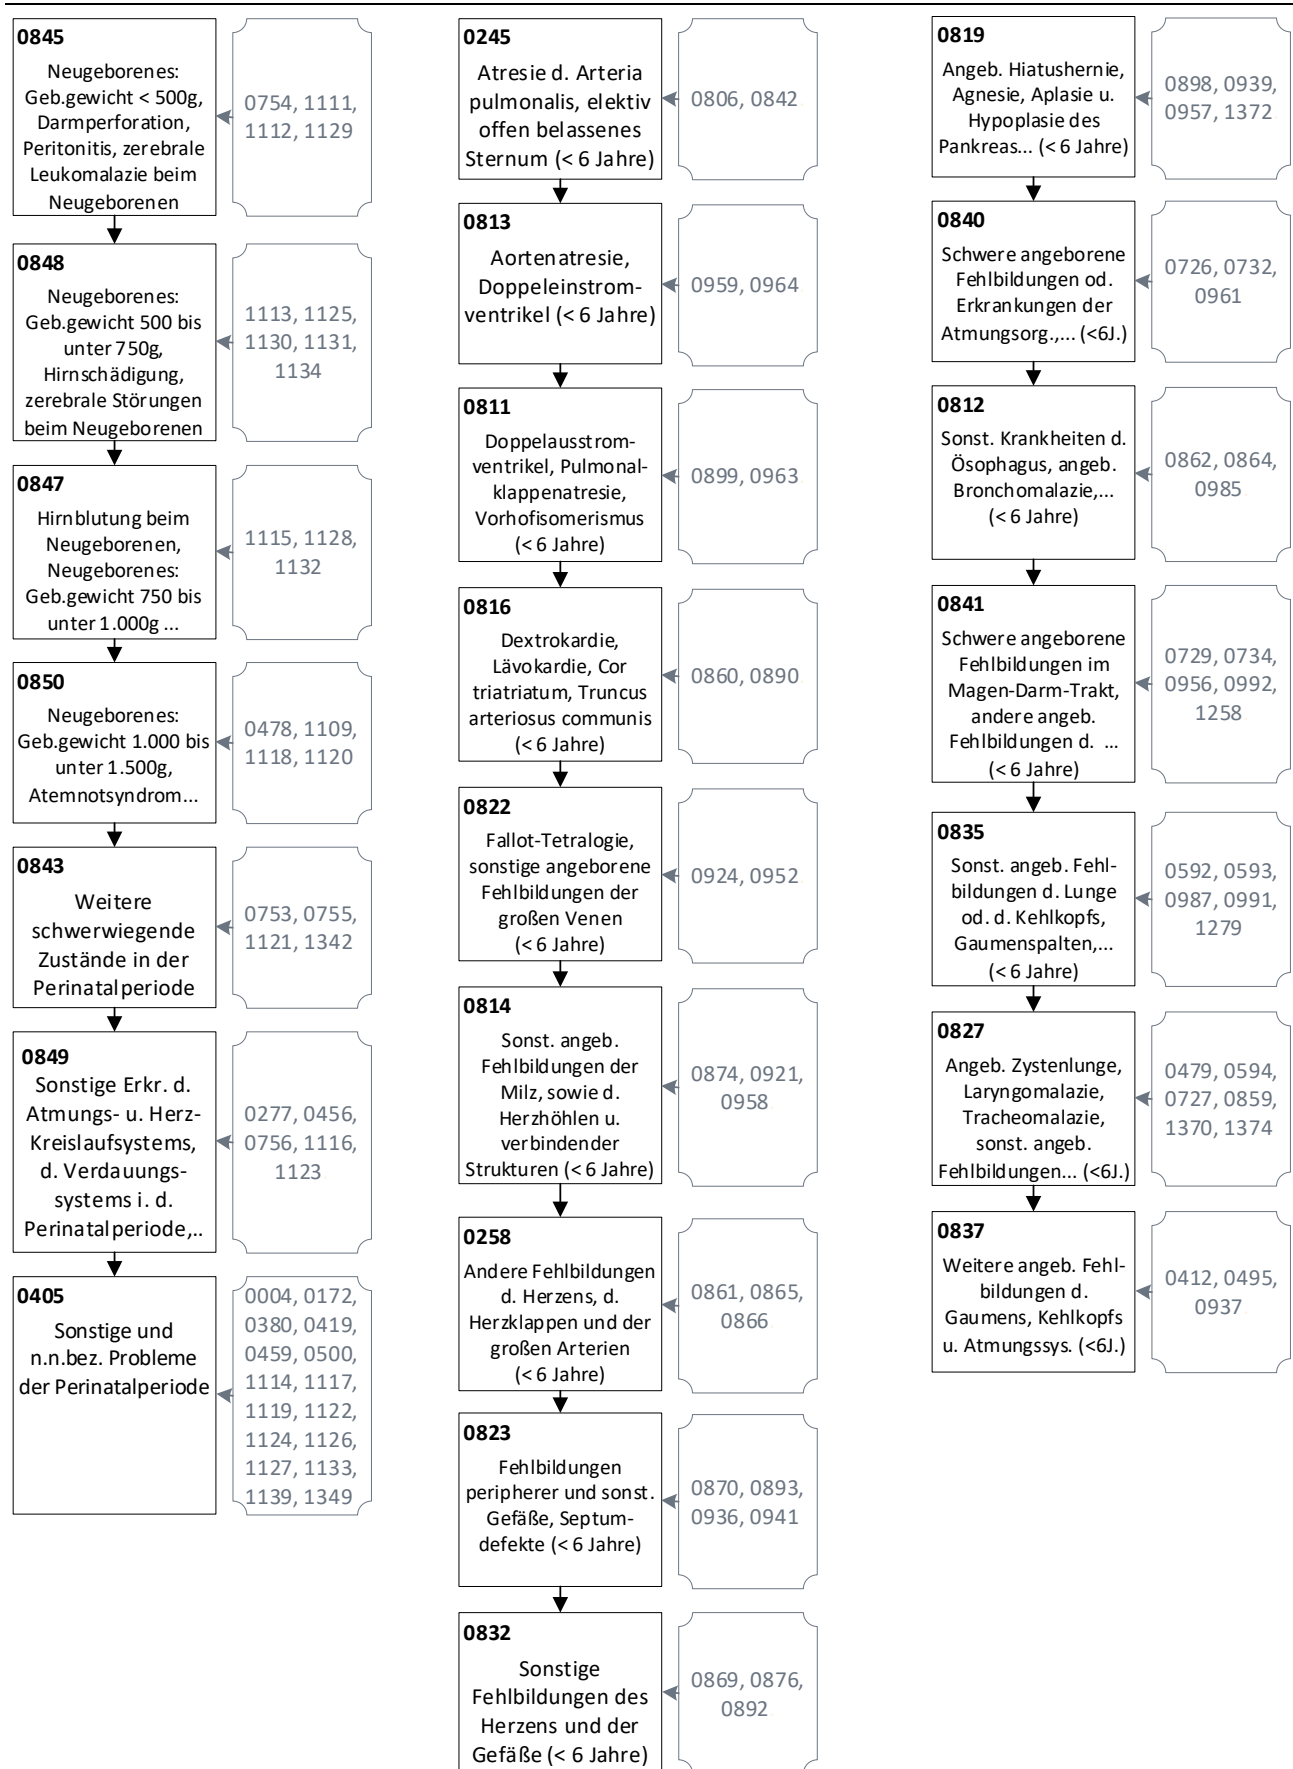 0845
Neugeborenes:
Geb.gewicht < 500g,
Darmperforation,
Peritonitis, zerebrale
Leukomalazie beim
Neugeborenen
0754, 1111,
1112, 1129
0848
Neugeborenes:
Geb.gewicht 500 bis
unter 750g,
Hirnschädigung,
zerebrale Störungen
beim Neugeborenen
1113, 1125,
1130, 1131,
1134
0847
Hirnblutung beim
Neugeborenen,
Neugeborenes:
Geb.gewicht 750 bis
unter 1.000g ...
1115, 1128,
1132
0850
Neugeborenes:
Geb.gewicht 1.000 bis
unter 1.500g,
Atemnotsyndrom...
0478, 1109,
1118, 1120
0843
Weitere
schwerwiegende
Zustände in der
Perinatalperiode
0753, 0755,
1121, 1342
0849
Sonstige Erkr. d.
Atmungs- u. Herz-
Kreislaufsystems,
d. Verdauungs-
systems i. d.
Perinatalperiode,..
0277, 0456,
0756, 1116,
1123
0405
Sonstige und
n.n.bez. Probleme
der Perinatalperiode
0004, 0172,
0380, 0419,
0459, 0500,
1114, 1117,
1119, 1122,
1124, 1126,
1127, 1133,
1139, 1349
0245
Atresie d. Arteria
pulmonalis, elektiv
offen belassenes
Sternum (< 6 Jahre)
0806, 0842
0813
Aortenatresie,
Doppeleinstrom-
ventrikel (< 6 Jahre)
0959, 0964
0811
Doppelausstrom-
ventrikel, Pulmonal-
klappenatresie,
Vorhofisomerismus
(< 6 Jahre)
0899, 0963
0816
Dextrokardie,
Lävokardie, Cor
triatriatum, Truncus
arteriosus communis
(< 6 Jahre)
0860, 0890
0822
Fallot-Tetralogie,
sonstige angeborene
Fehlbildungen der
großen Venen
(< 6 Jahre)
0924, 0952
0814
Sonst. angeb.
Fehlbildungen der
Milz, sowie d.
Herzhöhlen u.
verbindender
Strukturen (< 6 Jahre)
0874, 0921,
0958
0258
Andere Fehlbildungen
d. Herzens, d.
Herzklappen und der
großen Arterien
(< 6 Jahre)
0861, 0865,
0866
0823
Fehlbildungen
peripherer und sonst.
Gefäße, Septum-
defekte (< 6 Jahre)
0870, 0893,
0936, 0941
0832
Sonstige
Fehlbildungen des
Herzens und der
Gefäße (< 6 Jahre)
0869, 0876,
0892
0819
Angeb. Hiatushernie,
Agnesie, Aplasie u.
Hypoplasie des
Pankreas... (< 6 Jahre)
0898, 0939,
0957, 1372
0840
Schwere angeborene
Fehlbildungen od.
Erkrankungen der
Atmungsorg.,... (<6J.)
0726, 0732,
0961
0812
Sonst. Krankheiten d.
Ösophagus, angeb.
Bronchomalazie,...
(< 6 Jahre)
0862, 0864,
0985
0841
Schwere angeborene
Fehlbildungen im
Magen-Darm-Trakt,
andere angeb.
Fehlbildungen d. ...
(< 6 Jahre)
0729, 0734,
0956, 0992,
1258
0835
Sonst. angeb. Fehl-
bildungen d. Lunge
od. d. Kehlkopfs,
Gaumenspalten,...
(< 6 Jahre)
0592, 0593,
0987, 0991,
1279
0827
Angeb. Zystenlunge,
Laryngomalazie,
Tracheomalazie,
sonst. angeb.
Fehlbildungen... (<6J.)
0479, 0594,
0727, 0859,
1370, 1374
0837
Weitere angeb. Fehl-
bildungen d.
Gaumens, Kehlkopfs
u. Atmungssys. (<6J.)
0412, 0495,
0937